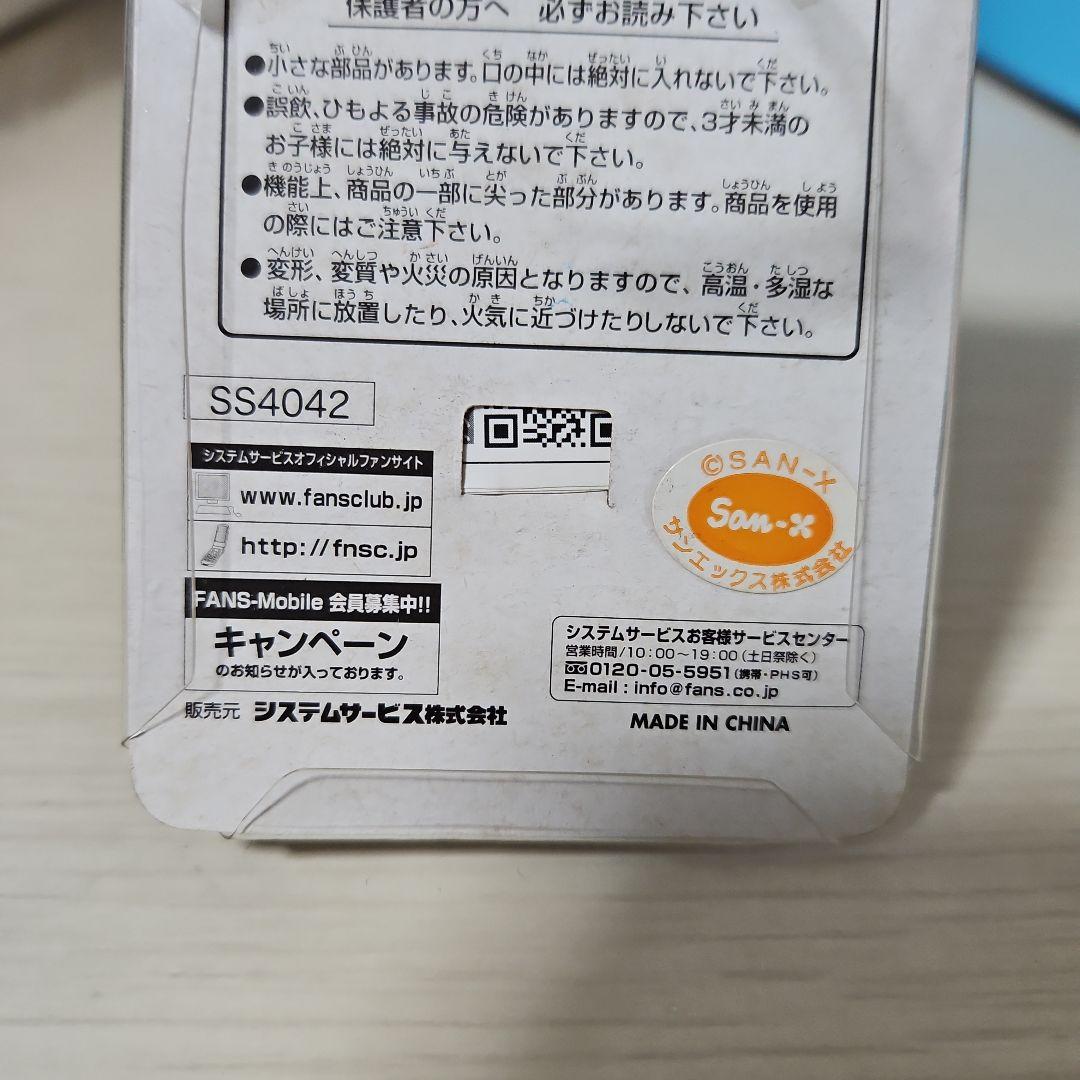 保護者の方へ 必ずお読み下さい
●小さな部品があります。口の中には絶対に入れないで下さい。
●誤飲、ひもよる事故の危険がありますので、3才未満の
お子様には絶対に与えないで下さい。
●機能上、商品の一部に尖った部分があります。商品を使用
の際にはご注意下さい。
●変形、変質や火災の原因となりますので、高温・多湿な
場所に放置したり、火気に近づけたりしないで下さい。
SS4042
システムサービスオフィシャルファンサイト
www.fansclub.jp
http://fnsc.jp
FANS-Mobile 会員募集中!!
キャンペーン
のお知らせが入っております。
販売元 システムサービス株式会社
©SAN-X
San-x
サンエックス株式会社
システムサービスお客様サービスセンター
営業時間/10:00〜19:00(土日祭除く)
0120-05-5951(携帯・PHS可)
E-mail : info@fans.co.jp
MADE IN CHINA